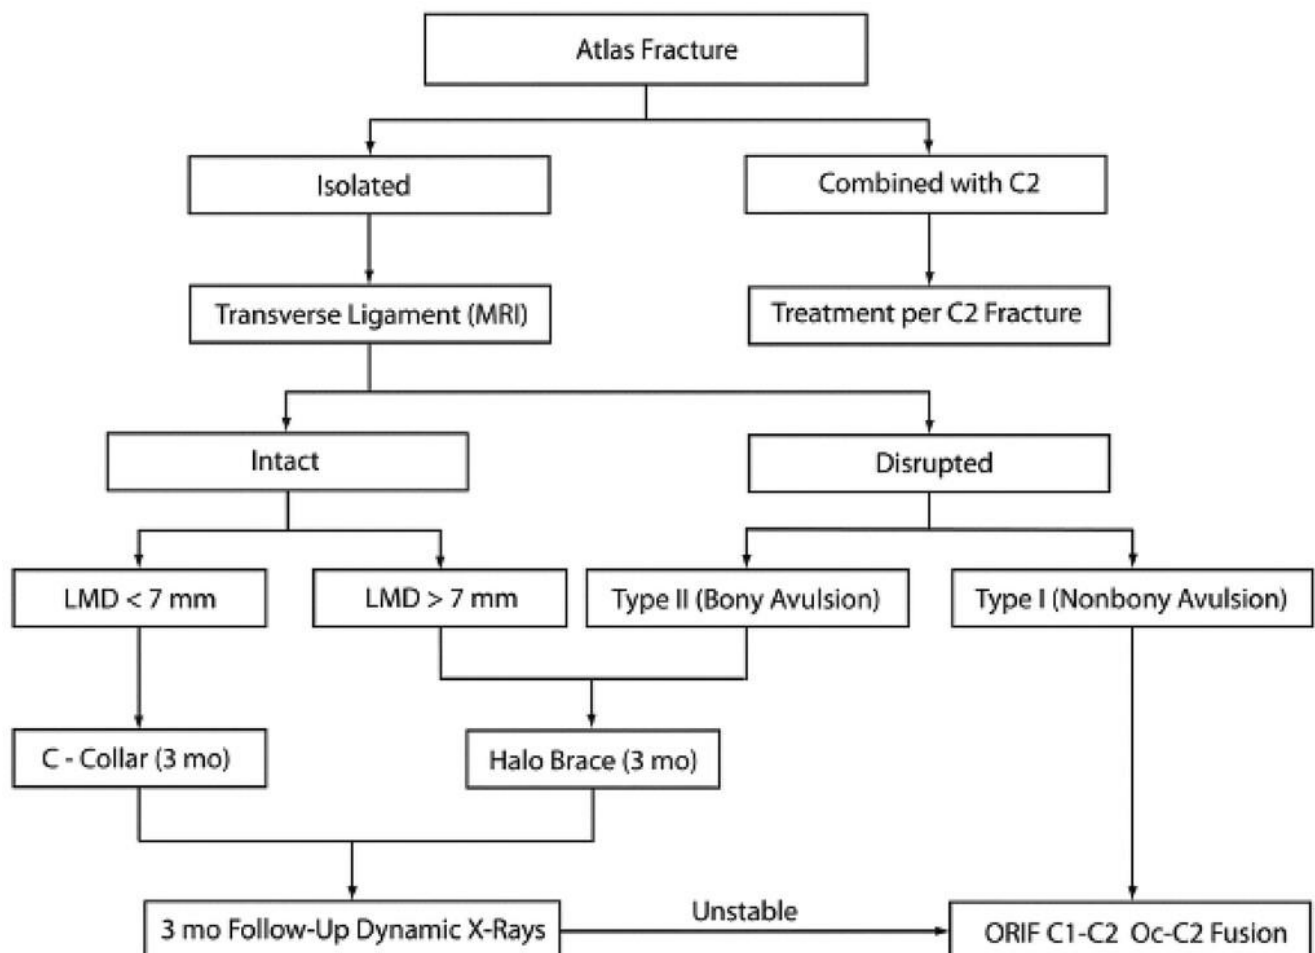 Atlas Fracture
Isolated
Combined with C2
Transverse Ligament (MRI)
Treatment per C2 Fracture
Intact
Disrupted
LMD < 7 mm
LMD > 7 mm
Type II (Bony Avulsion)
Type I (Nonbony Avulsion)
C - Collar (3 mo)
Halo Brace (3 mo)
3 mo Follow-Up Dynamic X-Rays
Unstable
ORIF C1-C2 Oc-C2 Fusion